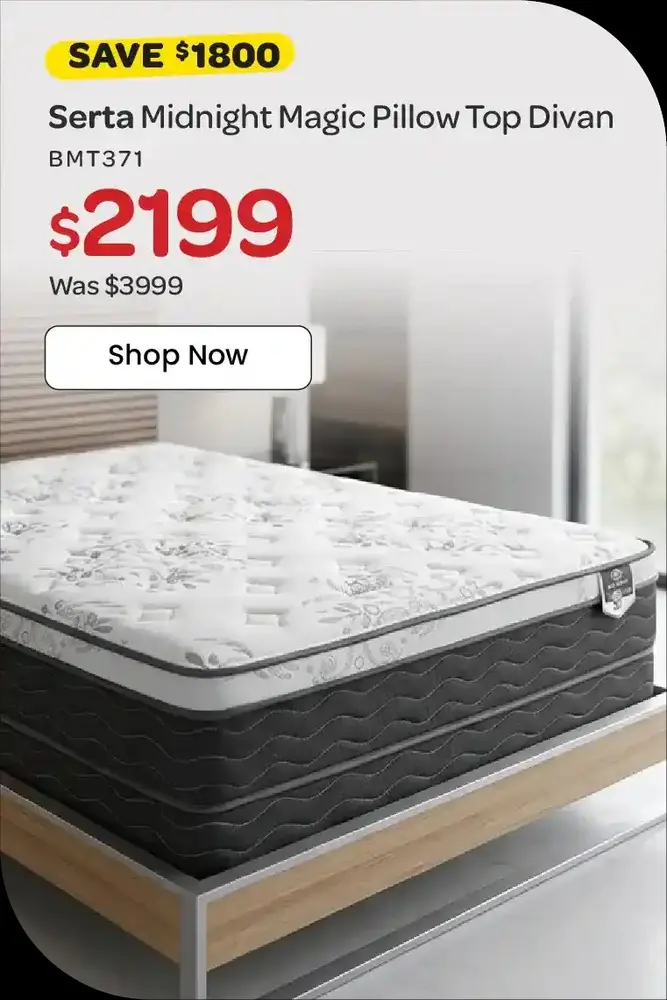 SAVE $1800
Serta Midnight Magic Pillow Top Divan
BMT371
$2199
Was $3999
Shop Now